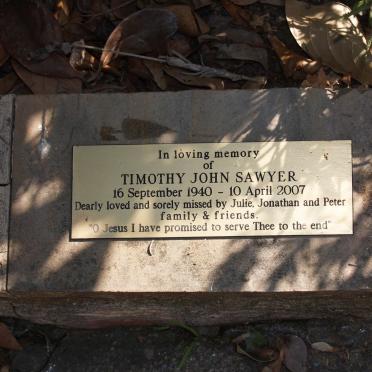 In loving memory
of
TIMOTHY JOHN SAWYER
16 September 1940 - 10 April 2007
Dearly loved and sorely missed by Julie, Jonathan and Peter
family & friends.
"O Jesus I have promised to serve Thee to the end"